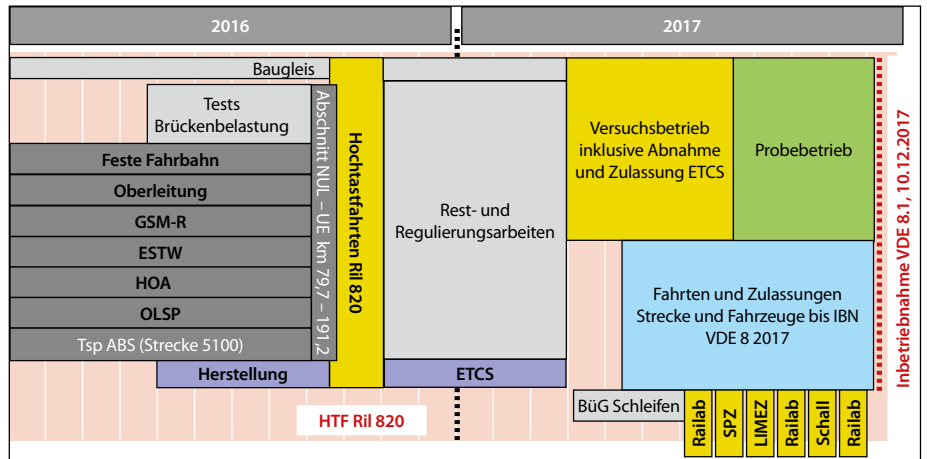 2016
2017
Baugleis
Tests
Brückenbelastung
Feste Fahrbahn
Oberleitung
GSM-R
ESTW
HOA
OLSP
Tsp ABS (Strecke 5100)
Herstellung
Abschnitt NUL – UE km 79,7 – 191,2
Hochtastfahrten Ril 820
HTF Ril 820
Rest- und
Regulierungsarbeiten
ETCS
Versuchsbetrieb
inklusive Abnahme
und Zulassung ETCS
Probebetrieb
Fahrten und Zulassungen
Strecke und Fahrzeuge bis IBN
VDE 8 2017
BüG Schleifen
Railab
SPZ
LIMEZ
Railab
Schall
Railab
Inbetriebnahme VDE 8.1, 10.12.2017